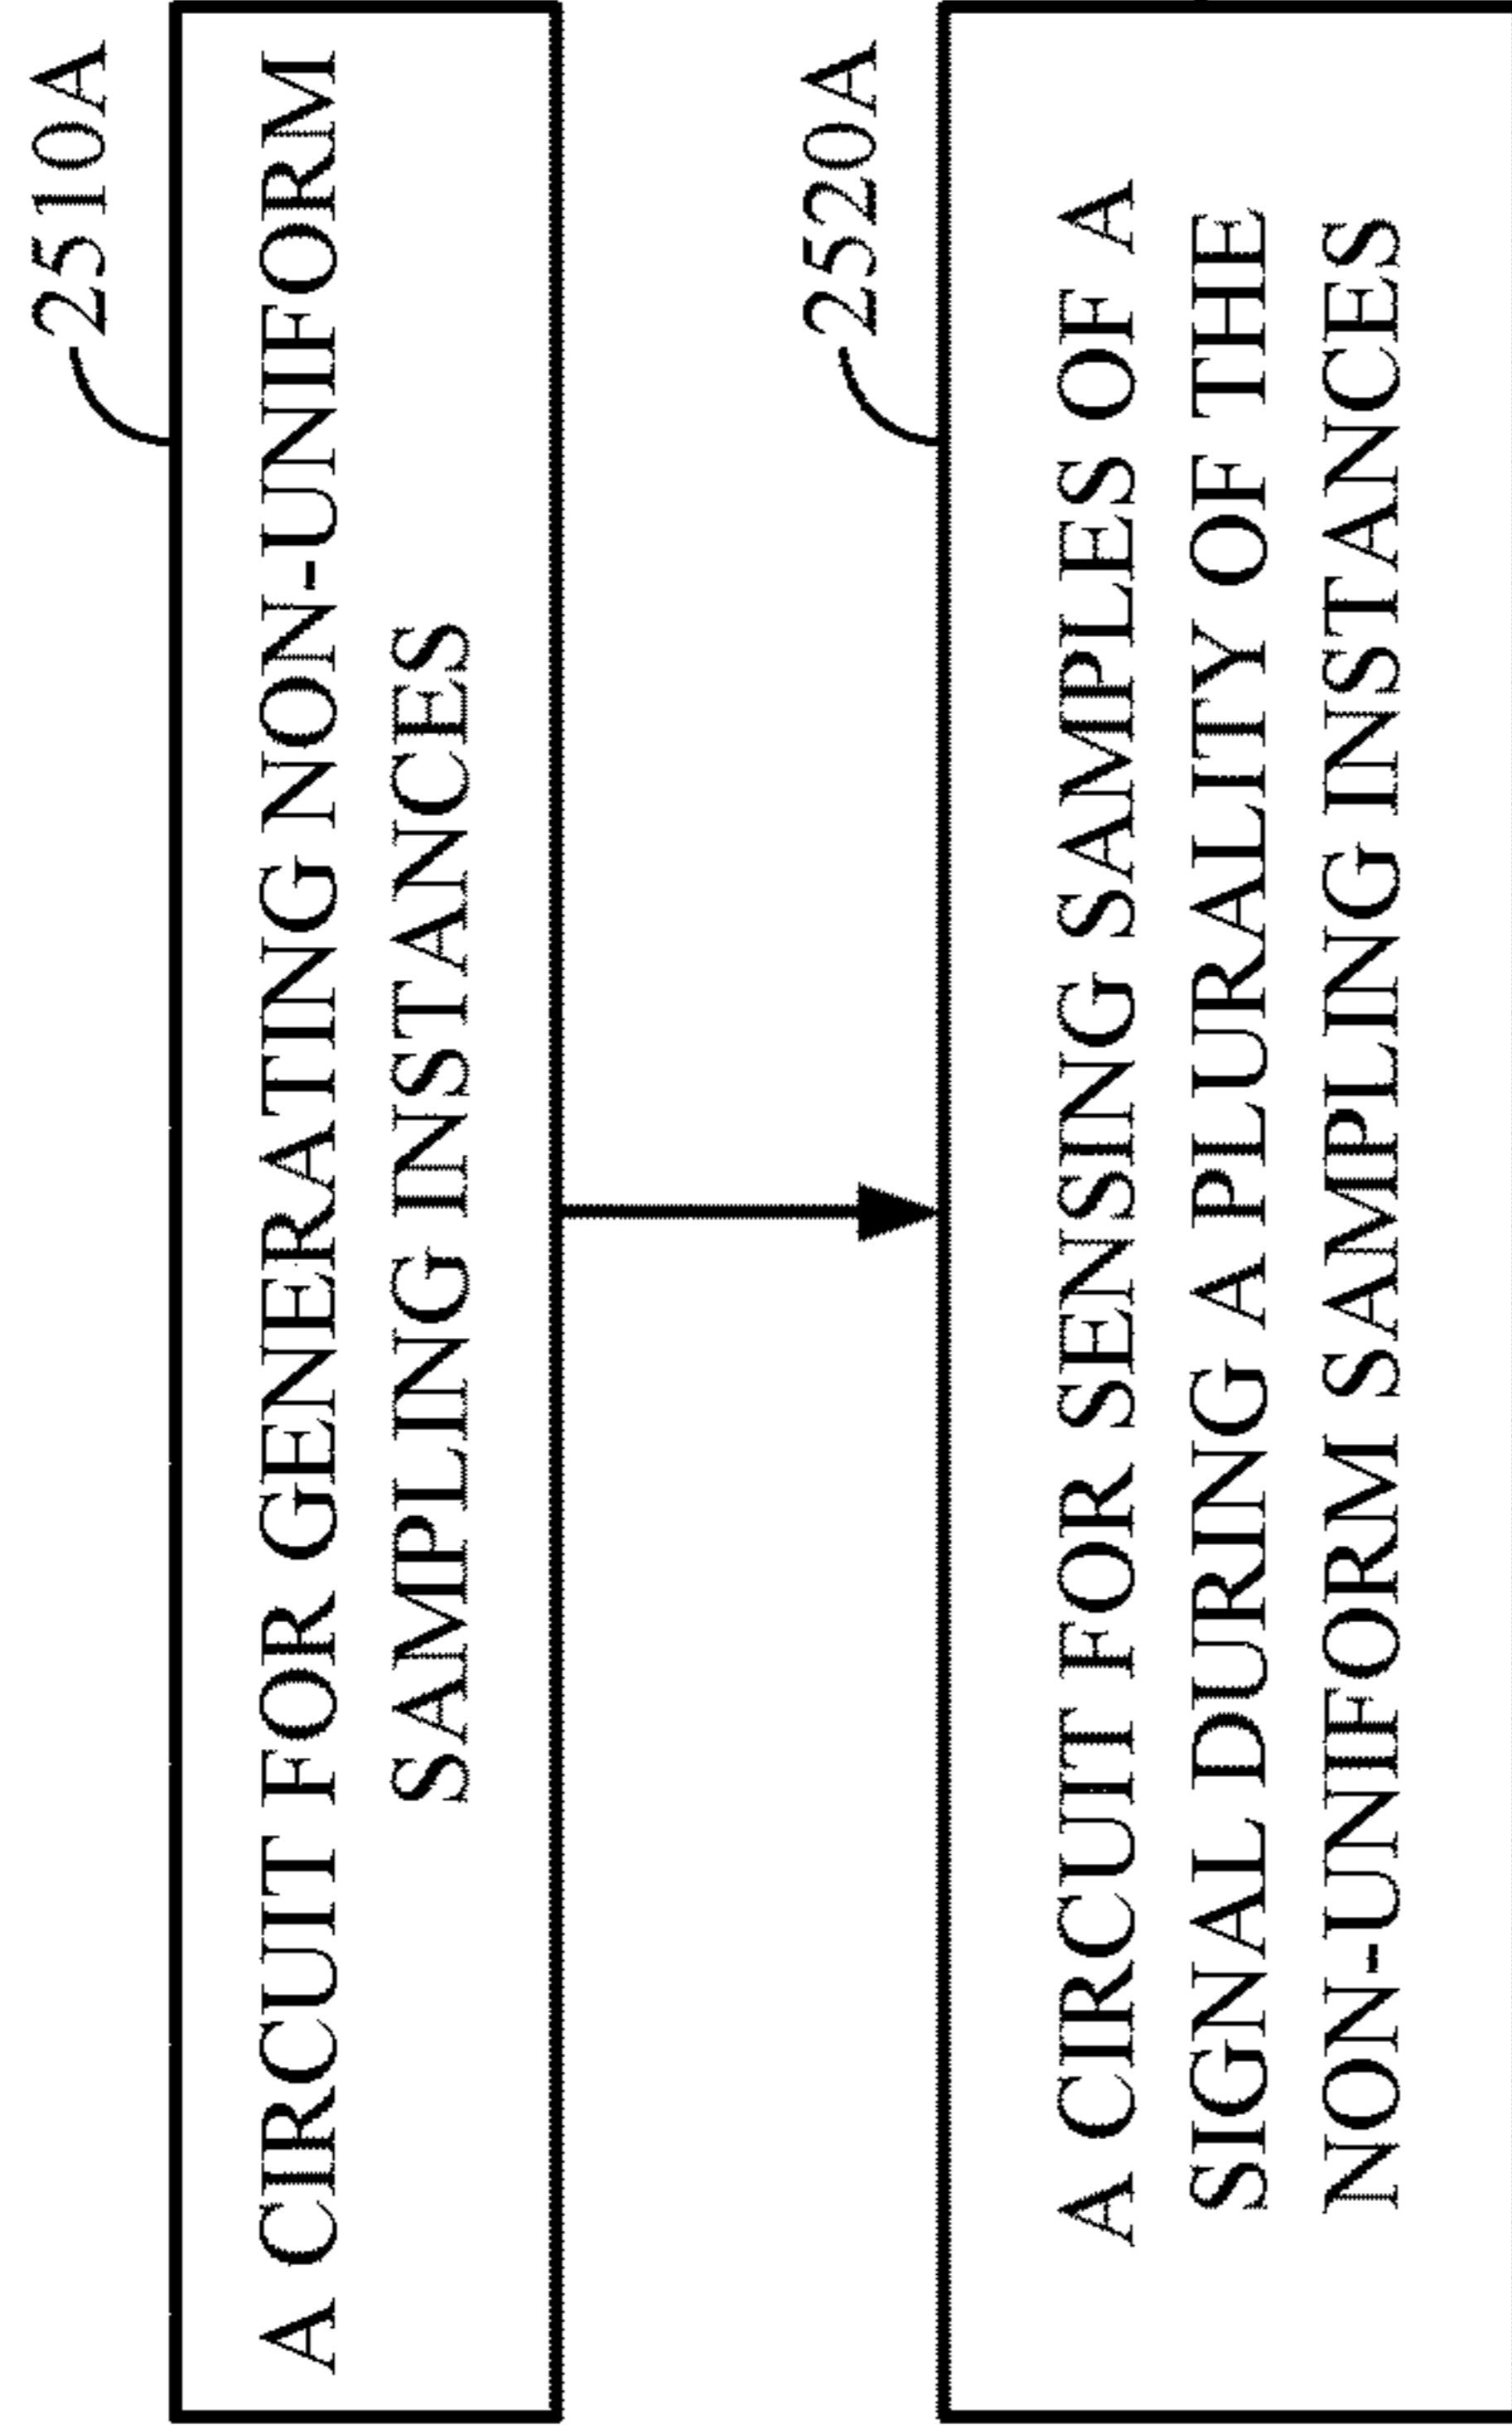 2510A
A CIRCUIT FOR GENERATING NON-UNIFORM
SAMPLING INSTANCES
2520A
A CIRCUIT FOR SENSING SAMPLES OF A
SIGNAL DURING A PLURALITY OF THE
NON-UNIFORM SAMPLING INSTANCES